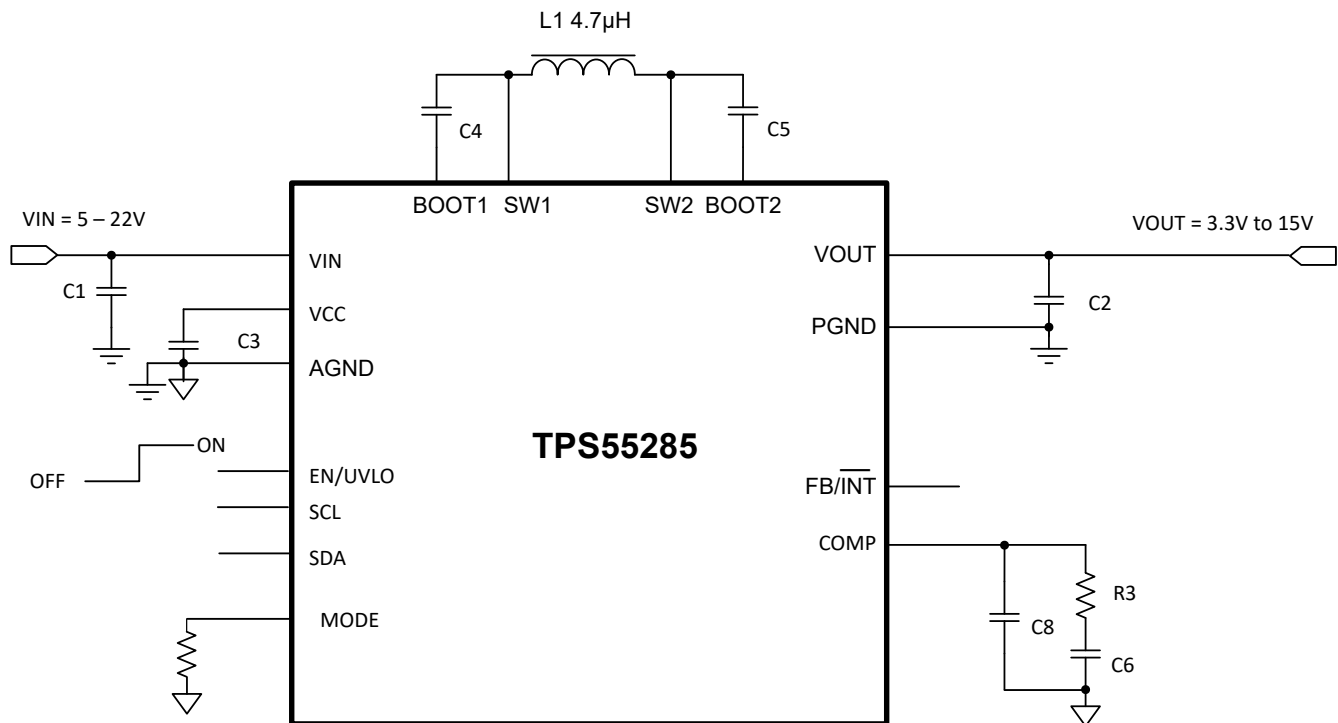 L1 4.7µH
C4
C5
BOOT1 SW1
SW2 BOOT2
VIN = 5 – 22V
VOUT = 3.3V to 15V
VIN
VOUT
C1
C2
VCC
PGND
C3
AGND
TPS55285
ON
OFF
EN/UVLO
FB/INT
SCL
COMP
SDA
R3
MODE
C8
C6